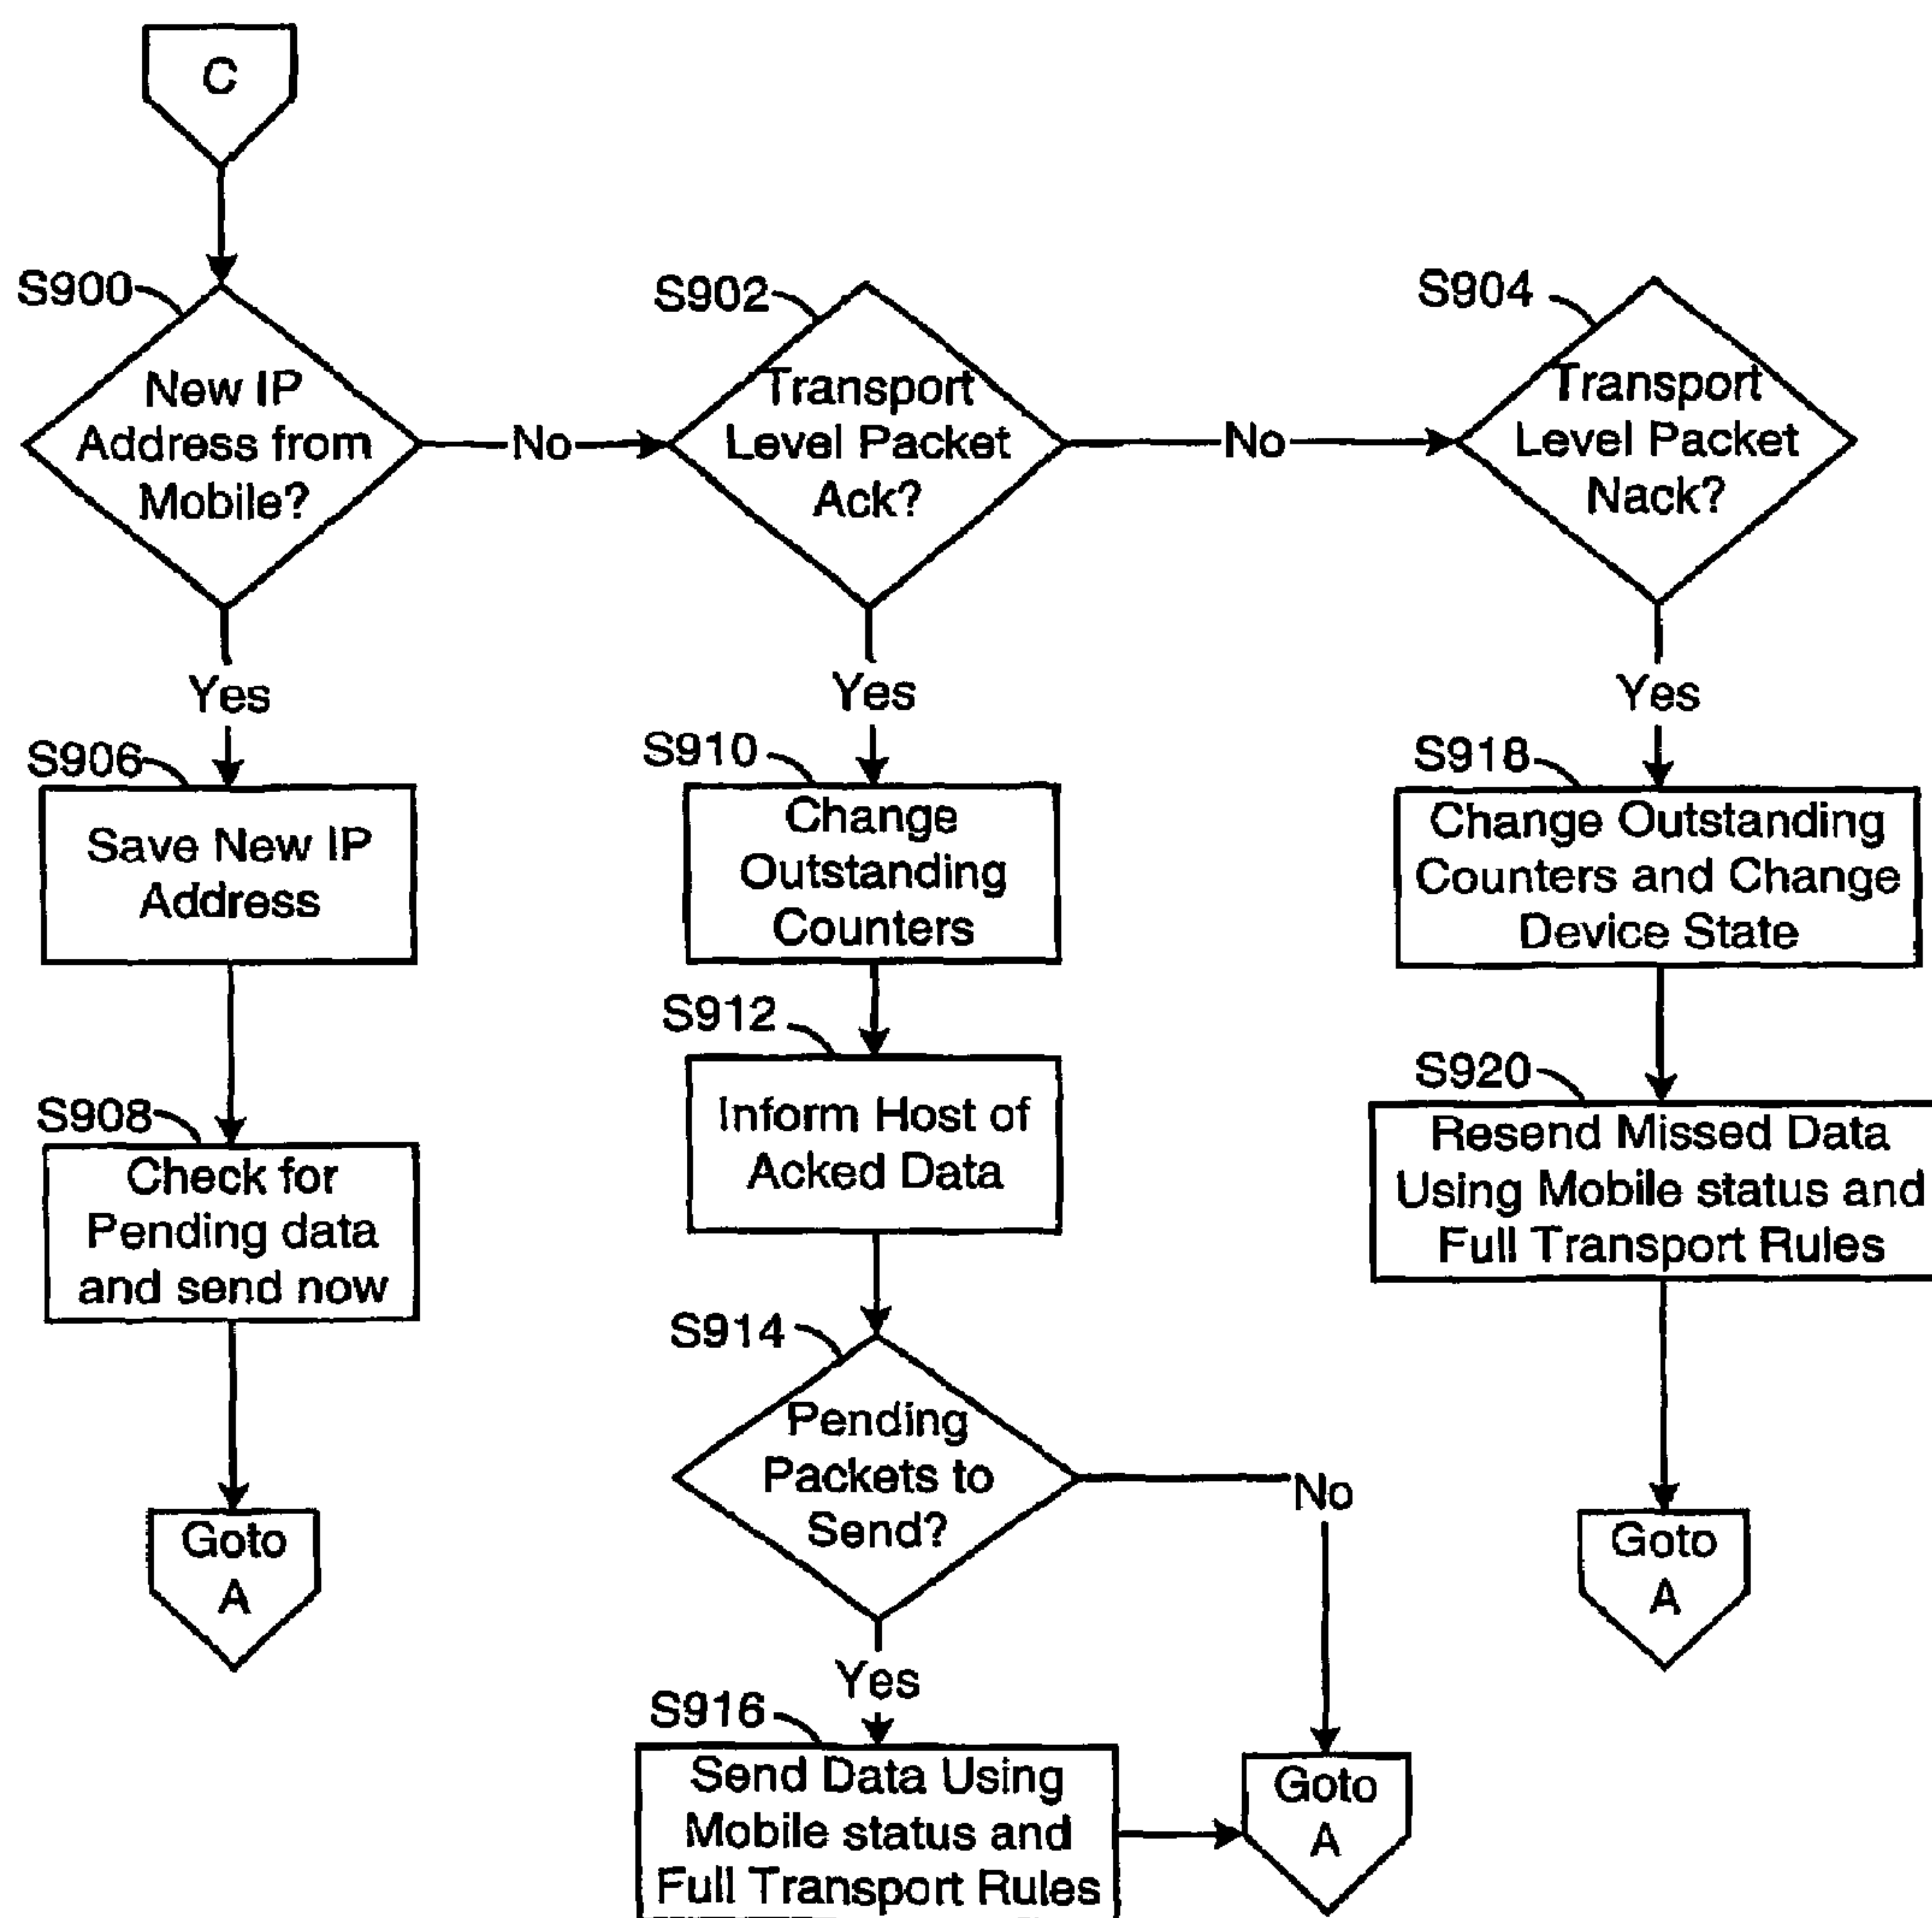 C
S900
New IP
Address from
Mobile?
No
S902
Transport
Level Packet
Ack?
No
S904
Transport
Level Packet
Nack?
Yes
Yes
Yes
S906
Save New IP
Address
S910
Change
Outstanding
Counters
S918
Change Outstanding
Counters and Change
Device State
S908
Check for
Pending data
and send now
S912
Inform Host of
Acked Data
S920
Resend Missed Data
Using Mobile status and
Full Transport Rules
Goto
A
S914
Pending
Packets to
Send?
No
Goto
A
Yes
S916
Send Data Using
Mobile status and
Full Transport Rules
Goto
A